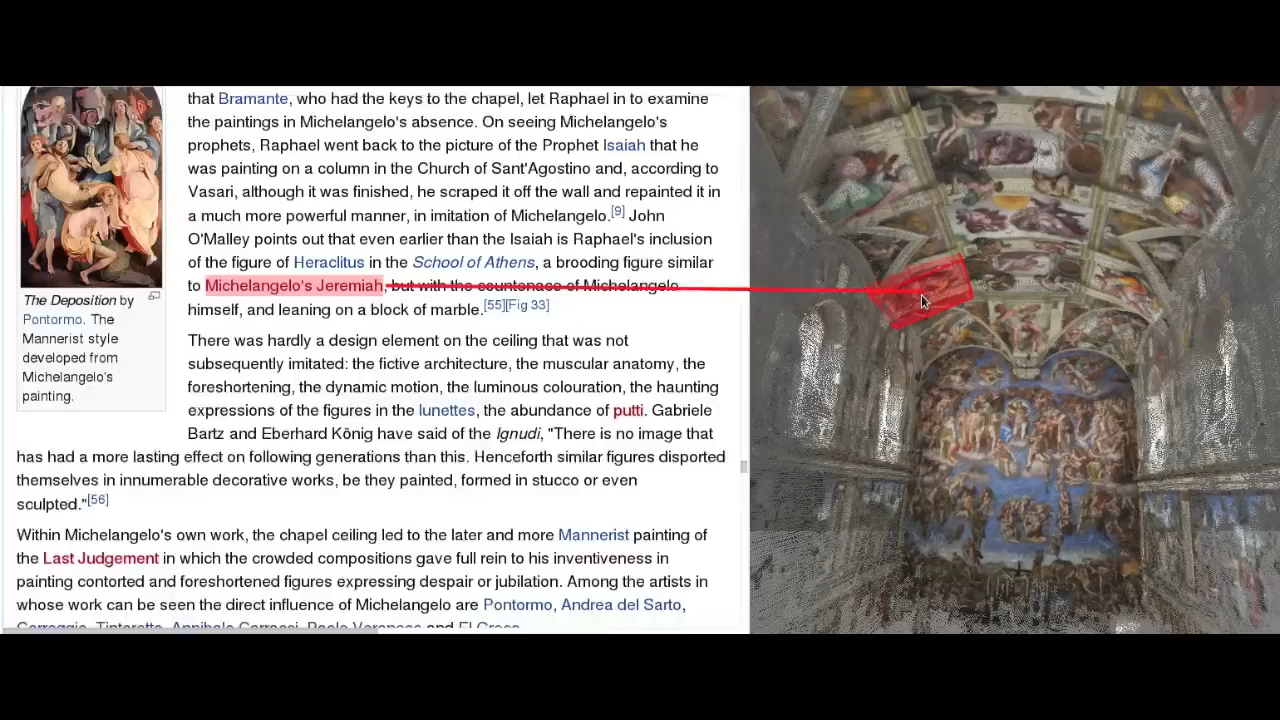 that Bramante, who had the keys to the chapel, let Raphael in to examine
the paintings in Michelangelo's absence. On seeing Michelangelo's
prophets, Raphael went back to the picture of the Prophet Isaiah that he
was painting on a column in the Church of Sant'Agostino and, according to
Vasari, although it was finished, he scraped it off the wall and repainted it in
a much more powerful manner, in imitation of Michelangelo.[9] John
O'Malley points out that even earlier than the Isaiah is Raphael's inclusion
of the figure of Heraclitus in the School of Athens, a brooding figure similar
to Michelangelo's Jeremiah, but with the countenace of Michelangelo
himself, and leaning on a block of marble.[55][Fig 33]
The Deposition by
Pontormo. The
Mannerist style
developed from
Michelangelo's
painting.
There was hardly a design element on the ceiling that was not
subsequently imitated: the fictive architecture, the muscular anatomy, the
foreshortening, the dynamic motion, the luminous colouration, the haunting
expressions of the figures in the lunettes, the abundance of putti. Gabriele
Bartz and Eberhard König have said of the Ignudi, "There is no image that
has had a more lasting effect on following generations than this. Henceforth similar figures disported
themselves in innumerable decorative works, be they painted, formed in stucco or even
sculpted."[56]
Within Michelangelo's own work, the chapel ceiling led to the later and more Mannerist painting of
the Last Judgement in which the crowded compositions gave full rein to his inventiveness in
painting contorted and foreshortened figures expressing despair or jubilation. Among the artists in
whose work can be seen the direct influence of Michelangelo are Pontormo, Andrea del Sarto,
Correggio, Tintoretto, Annibale Carracci, Paolo Veronese and El Greco.